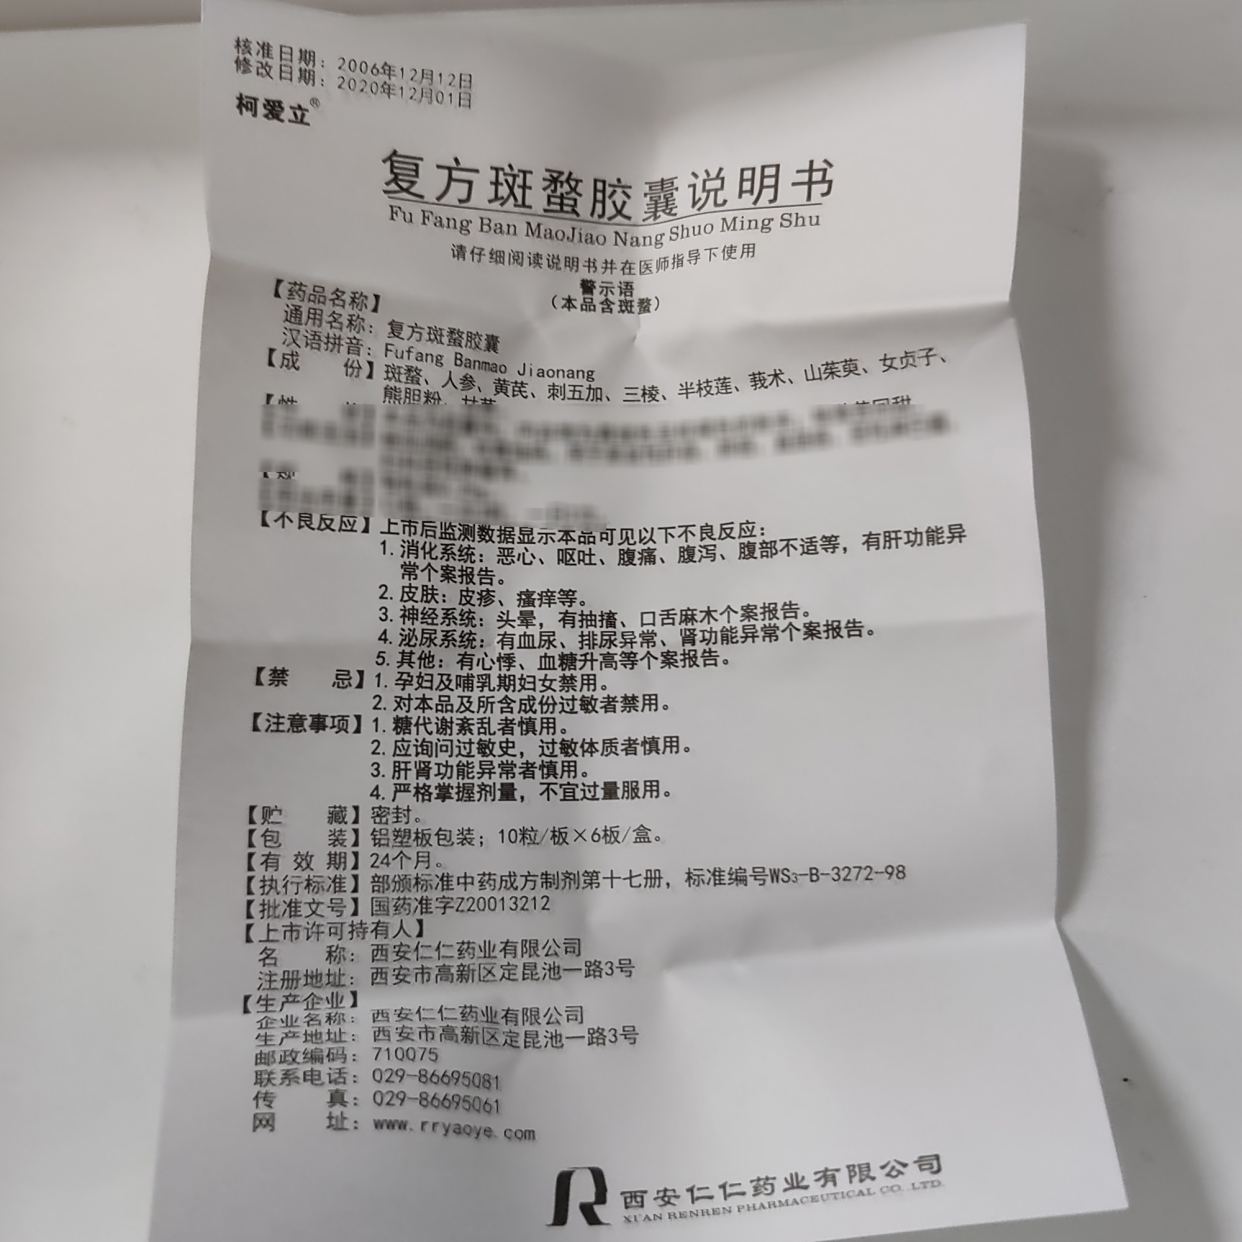 核准日期：2006年12月12日
修改日期：2020年12月01日
柯爱立®
复方斑蝥胶囊说明书
Fu Fang Ban MaoJiao Nang Shuo Ming Shu
请仔细阅读说明书并在医师指导下使用
警示语
（本品含斑蝥）
【药品名称】
通用名称：复方斑蝥胶囊
汉语拼音：Fufang Banmao Jiaonang
【成 份】斑蝥、人参、黄芪、刺五加、三棱、半枝莲、莪术、山茱萸、女贞子、
熊胆粉、甘草
【不良反应】上市后监测数据显示本品可见以下不良反应：
1.消化系统：恶心、呕吐、腹痛、腹泻、腹部不适等，有肝功能异
常个案报告。
2.皮肤：皮疹、瘙痒等。
3.神经系统：头晕，有抽搐、口舌麻木个案报告。
4.泌尿系统：有血尿、排尿异常、肾功能异常个案报告。
5.其他：有心悸、血糖升高等个案报告。
【禁 忌】1.孕妇及哺乳期妇女禁用。
2.对本品及所含成份过敏者禁用。
【注意事项】1.糖代谢紊乱者慎用。
2.应询问过敏史，过敏体质者慎用。
3.肝肾功能异常者慎用。
4.严格掌握剂量，不宜过量服用。
【贮 藏】密封。
【包 装】铝塑板包装；10粒/板×6板/盒。
【有 效 期】24个月。
【执行标准】部颁标准中药成方制剂第十七册，标准编号WS₃-B-3272-98
【批准文号】国药准字Z20013212
【上市许可持有人】
名 称：西安仁仁药业有限公司
注册地址：西安市高新区定昆池一路3号
【生产企业】
企业名称：西安仁仁药业有限公司
生产地址：西安市高新区定昆池一路3号
邮政编码：710075
联系电话：029-86695081
传 真：029-86695061
网 址：www.rryaoye.com
西安仁仁药业有限公司
XI'AN RENREN PHARMACEUTICAL CO.,LTD.